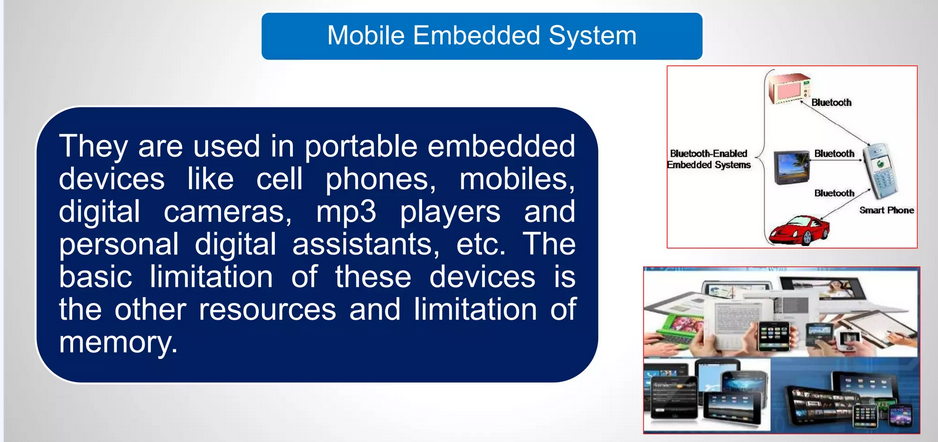 Mobile Embedded System
They are used in portable embedded
devices like cell phones, mobiles,
digital cameras, mp3 players and
personal digital assistants, etc. The
basic limitation of these devices is
the other resources and limitation of
memory.
Bluetooth
Bluetooth-Enabled
Embedded Systems
Bluetooth
Bluetooth
Smart Phone